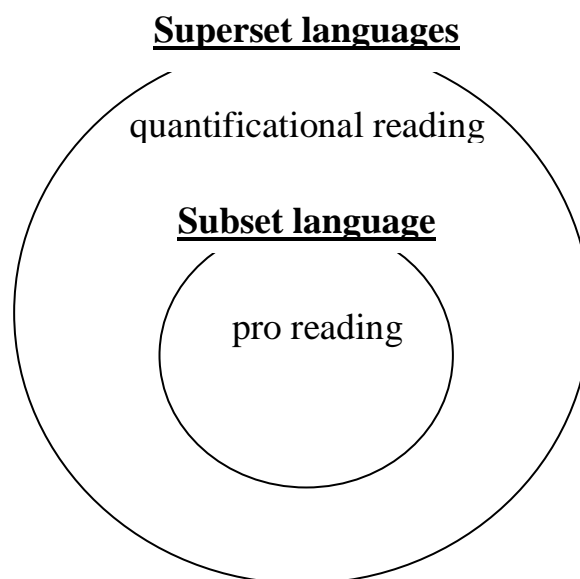 Superset languages
quantificational reading
Subset language
pro reading